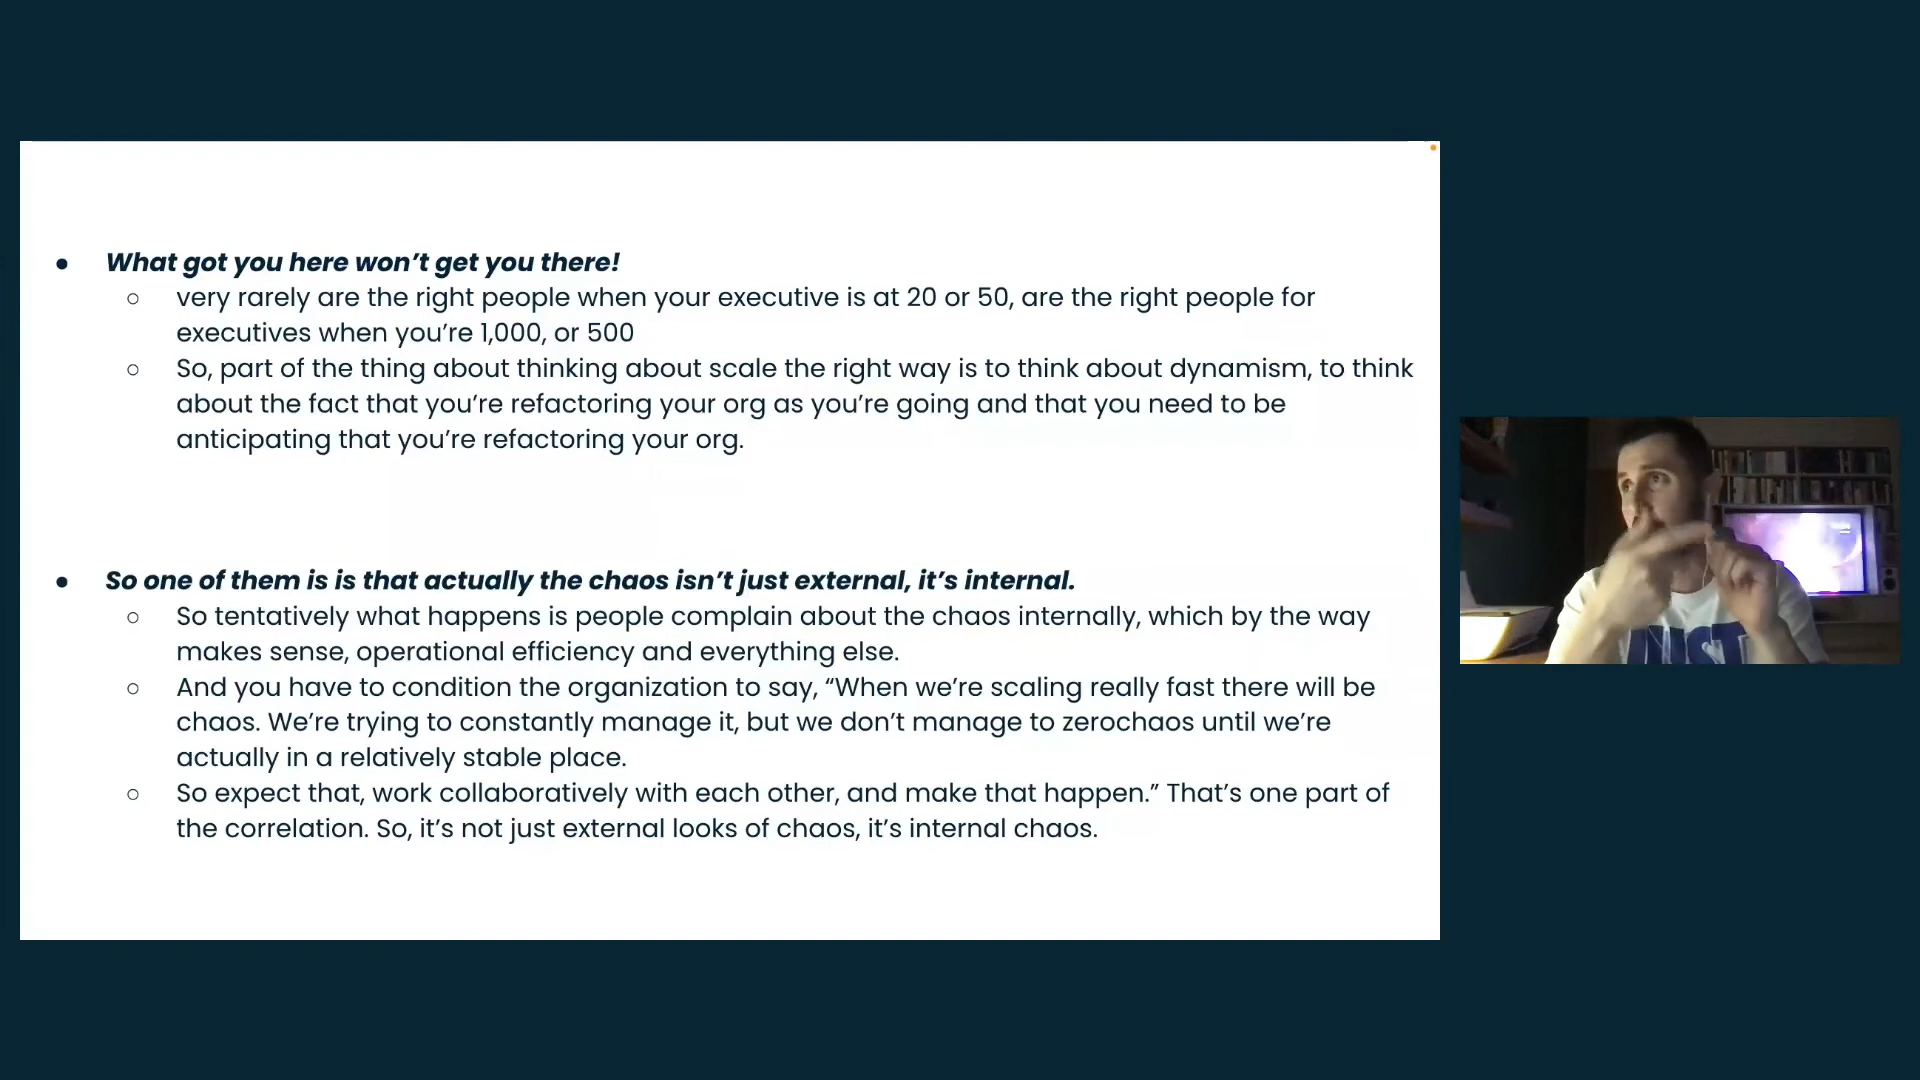 ● What got you here won’t get you there!
○ very rarely are the right people when your executive is at 20 or 50, are the right people for
executives when you’re 1,000, or 500
○ So, part of the thing about thinking about scale the right way is to think about dynamism, to think
about the fact that you’re refactoring your org as you’re going and that you need to be
anticipating that you’re refactoring your org.
● So one of them is is that actually the chaos isn’t just external, it’s internal.
○ So tentatively what happens is people complain about the chaos internally, which by the way
makes sense, operational efficiency and everything else.
○ And you have to condition the organization to say, “When we’re scaling really fast there will be
chaos. We’re trying to constantly manage it, but we don’t manage to zerochaos until we’re
actually in a relatively stable place.
○ So expect that, work collaboratively with each other, and make that happen.” That’s one part of
the correlation. So, it’s not just external looks of chaos, it’s internal chaos.